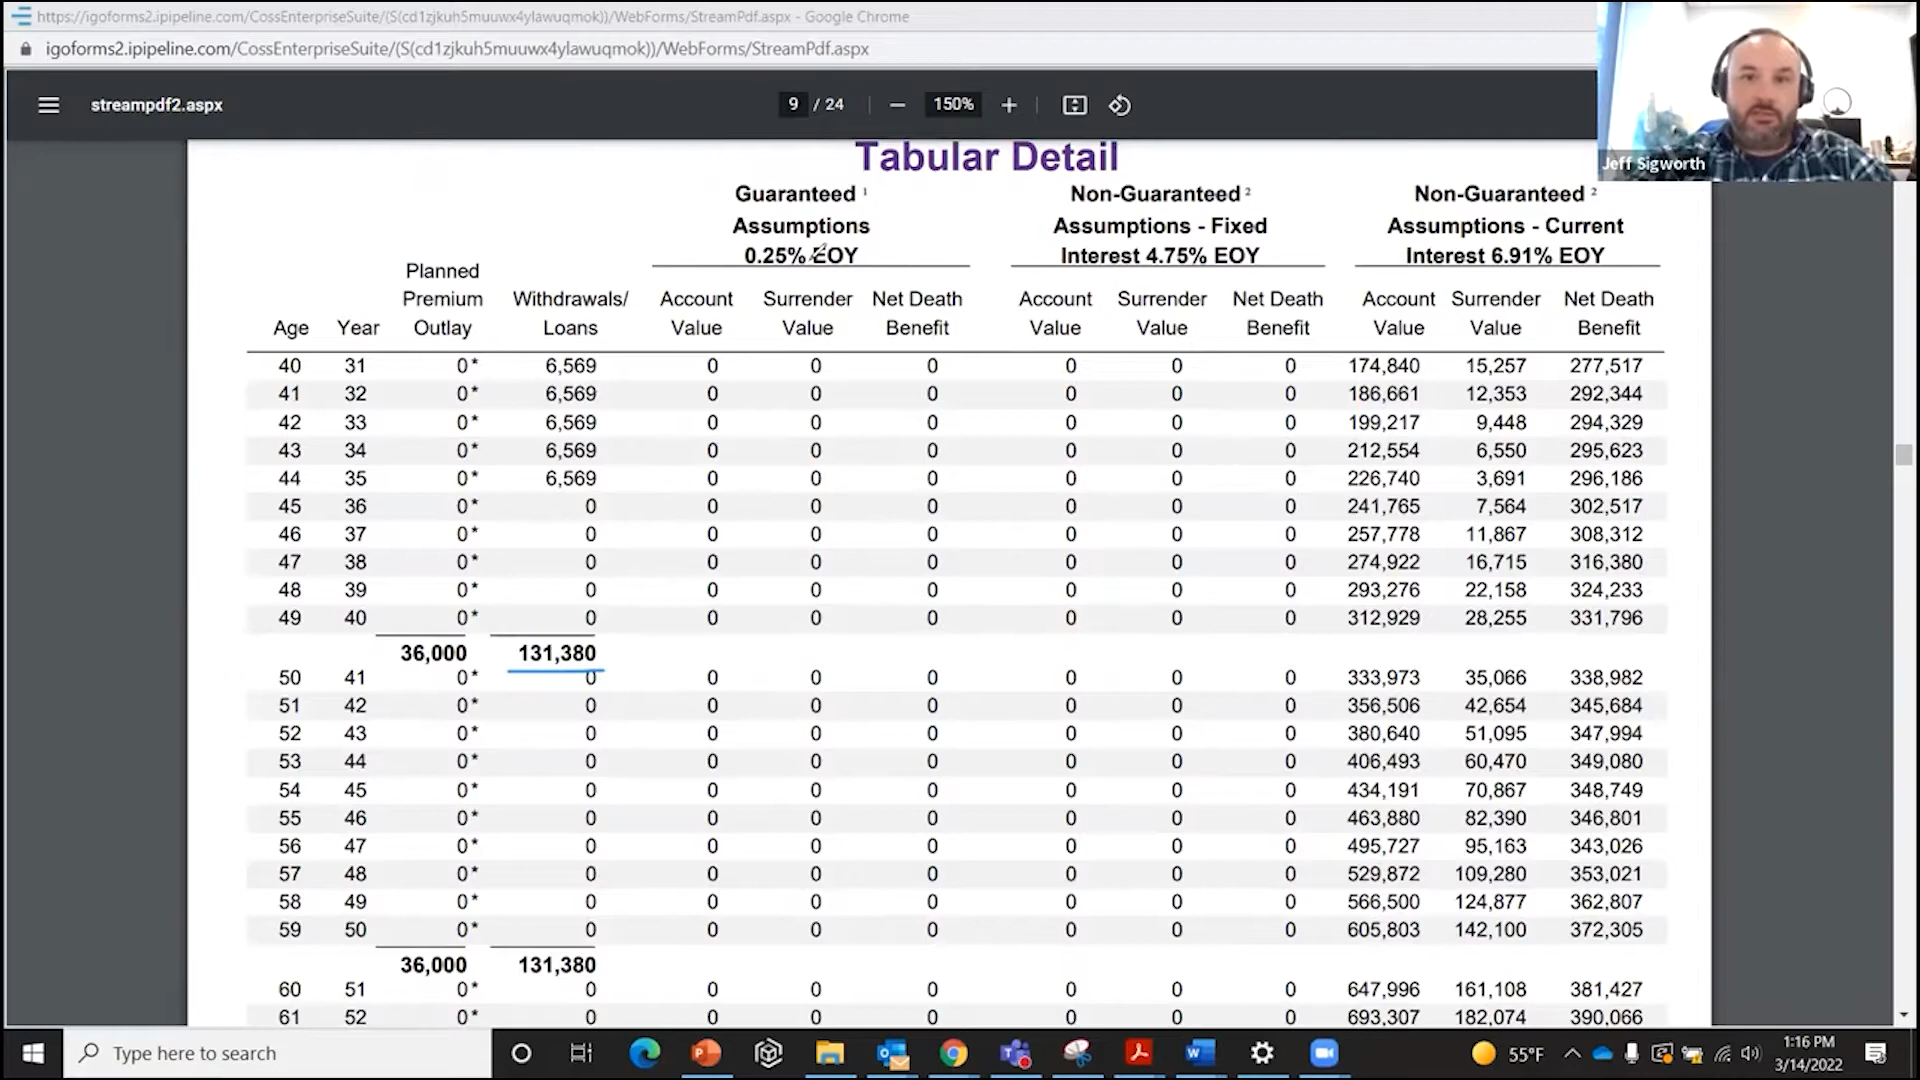 https://igoforms2.ipipeline.com/CossEnterpriseSuite/(S(cd1zjkuh5muuwx4ylawuqmok))/WebForms/StreamPdf.aspx - Google Chrome
igoforms2.ipipeline.com/CossEnterpriseSuite/(S(cd1zjkuh5muuwx4ylawuqmok))/WebForms/StreamPdf.aspx
streampdf2.aspx 9 / 24 150%
Jeff Sigworth
Tabular Detail
Guaranteed 1 Non-Guaranteed 2 Non-Guaranteed 2
Assumptions Assumptions - Fixed Assumptions - Current
0.25% EOY Interest 4.75% EOY Interest 6.91% EOY
Planned
Premium Withdrawals/ Account Surrender Net Death Account Surrender Net Death Account Surrender Net Death
Age Year Outlay Loans Value Value Benefit Value Value Benefit Value Value Benefit
40 31 0* 6,569 0 0 0 0 0 0 174,840 15,257 277,517
41 32 0* 6,569 0 0 0 0 0 0 186,661 12,353 292,344
42 33 0* 6,569 0 0 0 0 0 0 199,217 9,448 294,329
43 34 0* 6,569 0 0 0 0 0 0 212,554 6,550 295,623
44 35 0* 6,569 0 0 0 0 0 0 226,740 3,691 296,186
45 36 0* 0 0 0 0 0 0 0 241,765 7,564 302,517
46 37 0* 0 0 0 0 0 0 0 257,778 11,867 308,312
47 38 0* 0 0 0 0 0 0 0 274,922 16,715 316,380
48 39 0* 0 0 0 0 0 0 0 293,276 22,158 324,233
49 40 0* 0 0 0 0 0 0 0 312,929 28,255 331,796
36,000 131,380
50 41 0* 0 0 0 0 0 0 0 333,973 35,066 338,982
51 42 0* 0 0 0 0 0 0 0 356,506 42,654 345,684
52 43 0* 0 0 0 0 0 0 0 380,640 51,095 347,994
53 44 0* 0 0 0 0 0 0 0 406,493 60,470 349,080
54 45 0* 0 0 0 0 0 0 0 434,191 70,867 348,749
55 46 0* 0 0 0 0 0 0 0 463,880 82,390 346,801
56 47 0* 0 0 0 0 0 0 0 495,727 95,163 343,026
57 48 0* 0 0 0 0 0 0 0 529,872 109,280 353,021
58 49 0* 0 0 0 0 0 0 0 566,500 124,877 362,807
59 50 0* 0 0 0 0 0 0 0 605,803 142,100 372,305
36,000 131,380
60 51 0* 0 0 0 0 0 0 0 647,996 161,108 381,427
61 52 0* 0 0 0 0 0 0 0 693,307 182,074 390,066
Type here to search 55°F 1:16 PM
3/14/2022